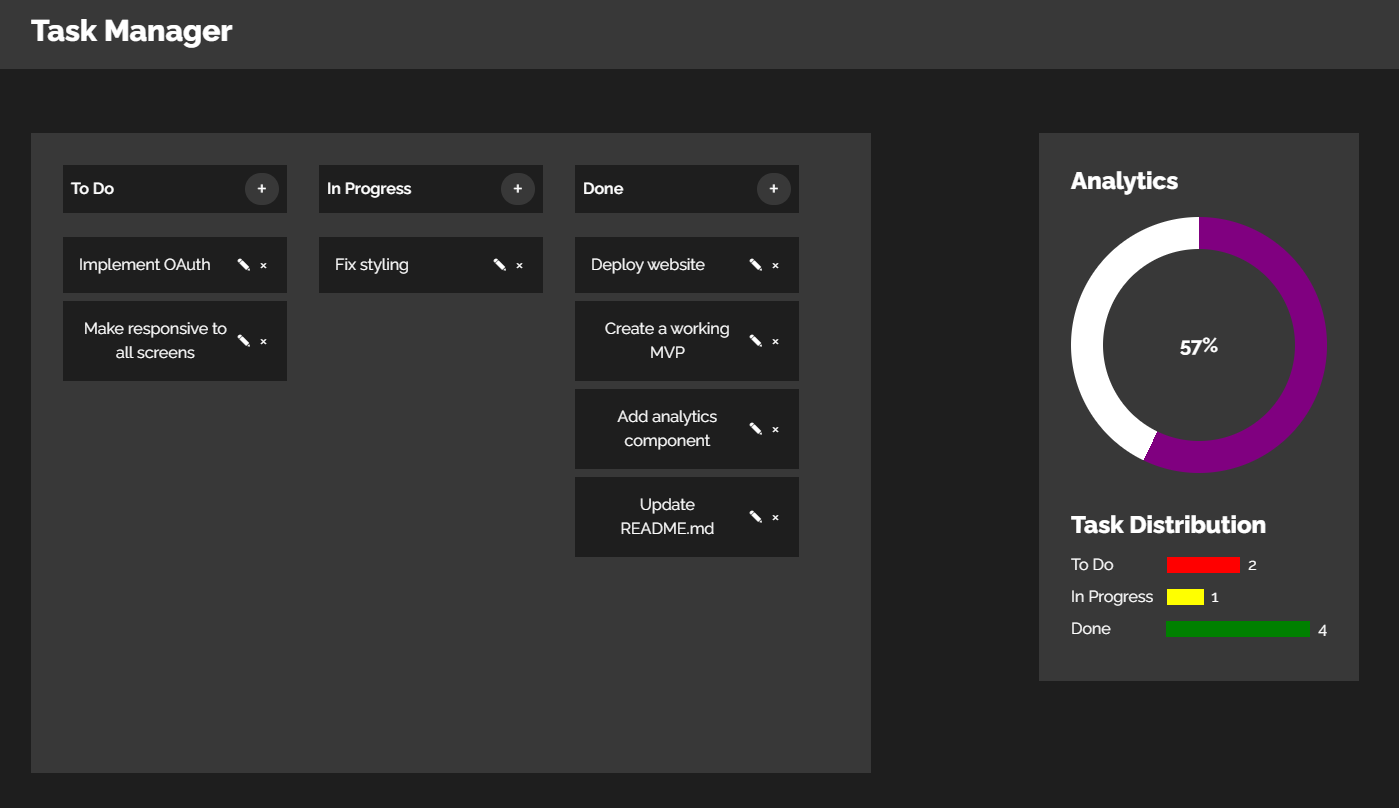 Task Manager
To Do +
Implement OAuth ×
Make responsive to
all screens ×
In Progress +
Fix styling ×
Done +
Deploy website ×
Create a working
MVP ×
Add analytics
component ×
Update
README.md ×
Analytics
57%
Task Distribution
To Do 2
In Progress 1
Done 4